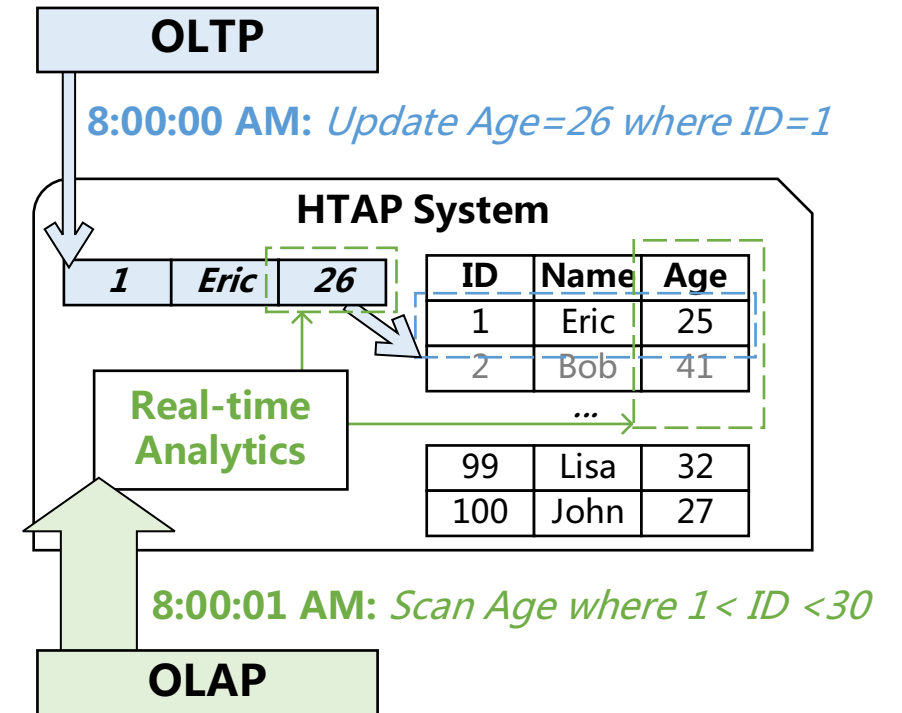 OLTP
8:00:00 AM: Update Age=26 where ID=1
HTAP System
1 Eric 26
ID Name Age
1 Eric 25
2 Bob 41
...
99 Lisa 32
100 John 27
Real-time
Analytics
8:00:01 AM: Scan Age where 1< ID <30
OLAP